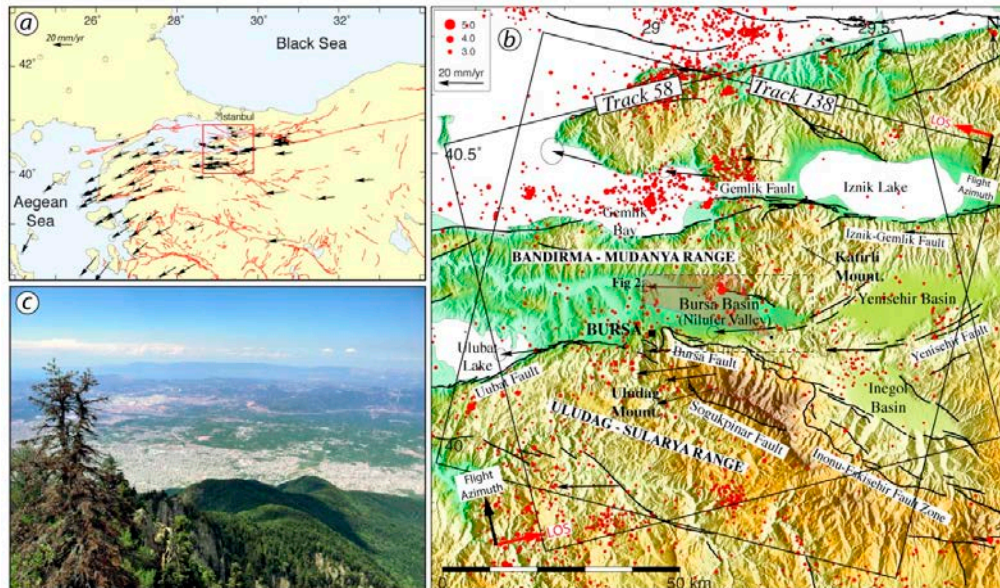 a
26
28
30
32
20 mm/yr
Black Sea
42
Istanbul
40
Aegean
Sea
38
c
b
5.0
4.0
3.0
20 mm/yr
29
29.5
Track 58
Track 138
LOS
Flight
Azimuth
40.5°
Gemlik Fault
Iznik Lake
Gemlik
Bay
Iznik-Gemlik Fault
BANDIRMA - MUDANYA RANGE
Katirli
Mount.
Fig 2
Bursa Basin
(Nilufer Valley)
Yenisehir Basin
BURSA
Ulubat
Lake
Bursa Fault
Yenisehir Fault
Uubat Fault
Uludag
Mount.
Inegol
Basin
Sogukpinar Fault
ULUDAG - SULARYA RANGE
40
Inonu-Eskisehir Fault Zone
Flight
Azimuth
LOS
0
50 km